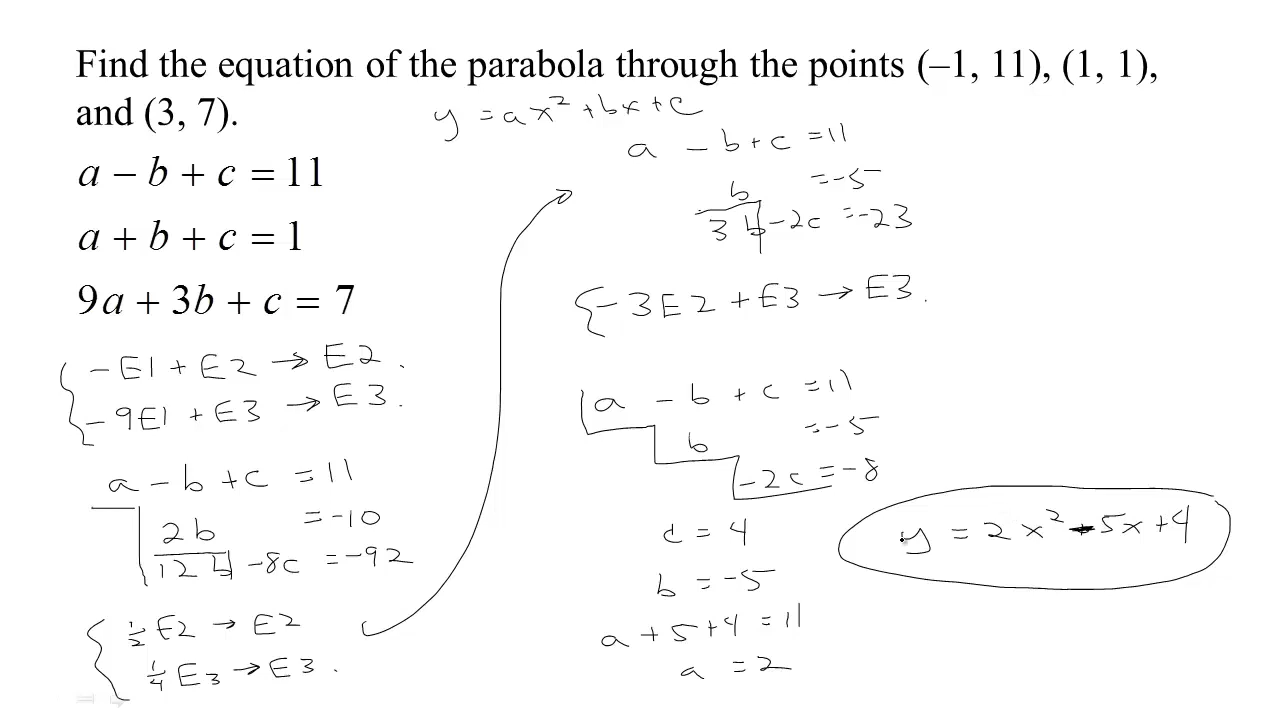 Find the equation of the parabola through the points (–1, 11), (1, 1),
and (3, 7).
y = ax² + bx + c
a − b + c = 11
a + b + c = 1
9a + 3b + c = 7
−E1 + E2 → E2.
−9E1 + E3 → E3.
a − b + c = 11
2b = −10
12b − 8c = −92
½E2 → E2
¼E3 → E3.
a − b + c = 11
b = −5
3b − 2c = −23
−3E2 + E3 → E3.
a − b + c = 11
b = −5
−2c = −8
c = 4
b = −5
a + 5 + 4 = 11
a = 2
y = 2x² − 5x + 4